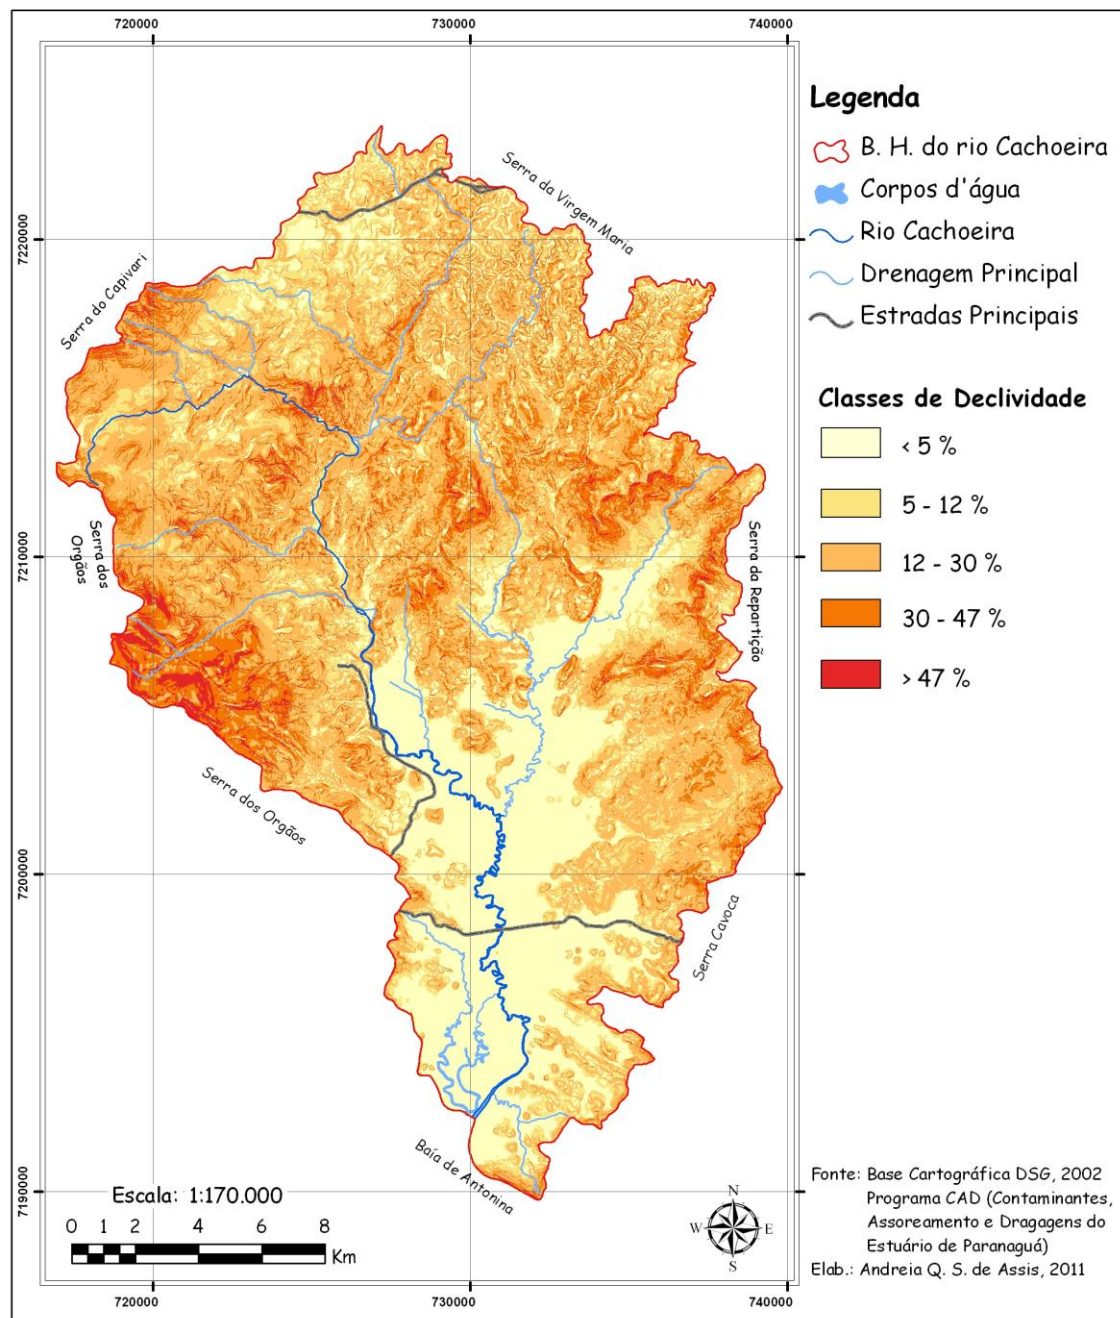 720000
730000
740000
Legenda
B. H. do rio Cachoeira
Corpos d'água
Rio Cachoeira
Drenagem Principal
Estradas Principais
Classes de Declividade
< 5 %
5 - 12 %
12 - 30 %
30 - 47 %
> 47 %
Serra da Virgem Maria
Serra do Capivari
Serra dos
Orgãos
Serra da Repartição
Serra dos Orgãos
Serra Cavoca
Baía de Antonina
7220000
7210000
7200000
7190000
Escala: 1:170.000
0 1 2 4 6 8
Km
N
W E
S
Fonte: Base Cartográfica DSG, 2002
Programa CAD (Contaminantes,
Assoreamento e Dragagens do
Estuário de Paranaguá)
Elab.: Andreia Q. S. de Assis, 2011
720000
730000
740000